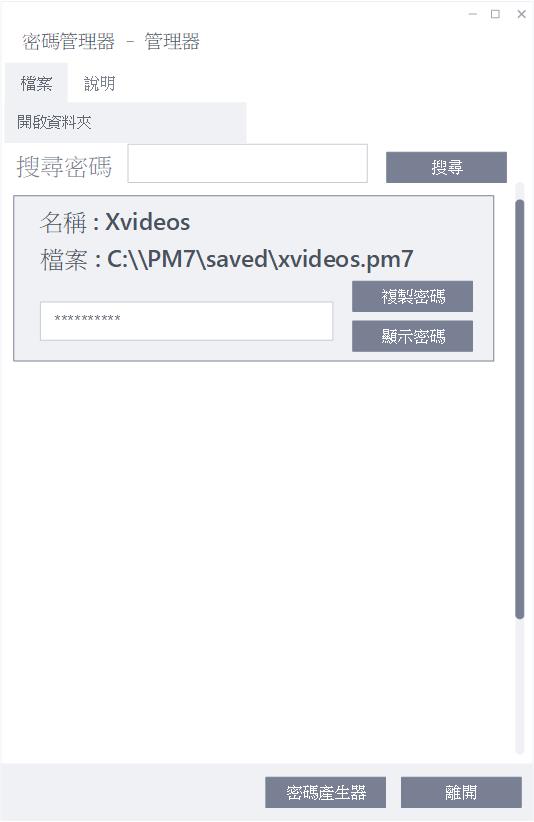 密碼管理器 - 管理器
檔案 說明
開啟資料夾
搜尋密碼 搜尋
名稱 : Xvideos
檔案 : C:\\PM7\saved\xvideos.pm7
複製密碼
**********
顯示密碼
密碼產生器 離開